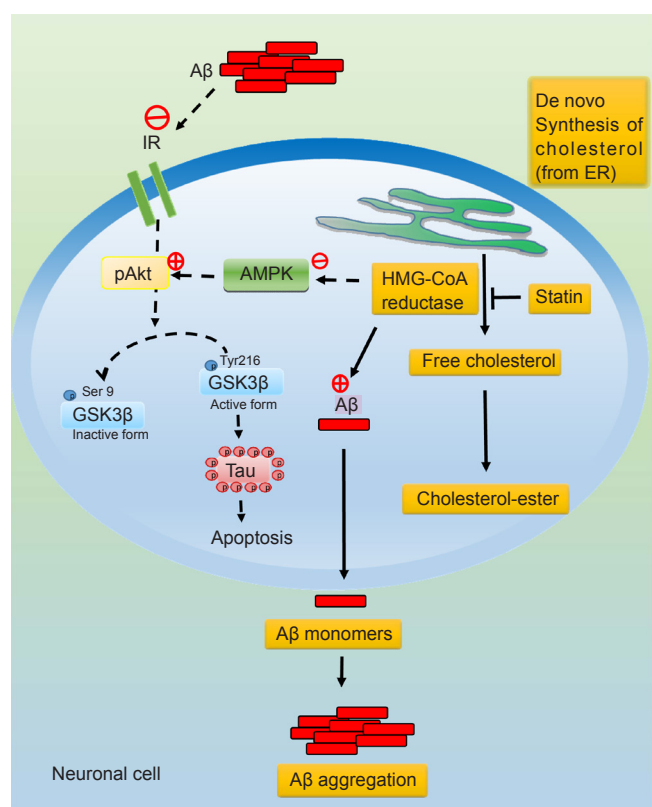 Aβ
IR
De novo
Synthesis of
cholesterol
(from ER)
pAkt
AMPK
HMG-CoA
reductase
Statin
Free cholesterol
p
Tyr216
GSK3β
Active form
p
Ser 9
GSK3β
Inactive form
Aβ
p p p p
p p
Tau
p p
p p p p
Cholesterol-ester
Apoptosis
Aβ monomers
Neuronal cell
Aβ aggregation